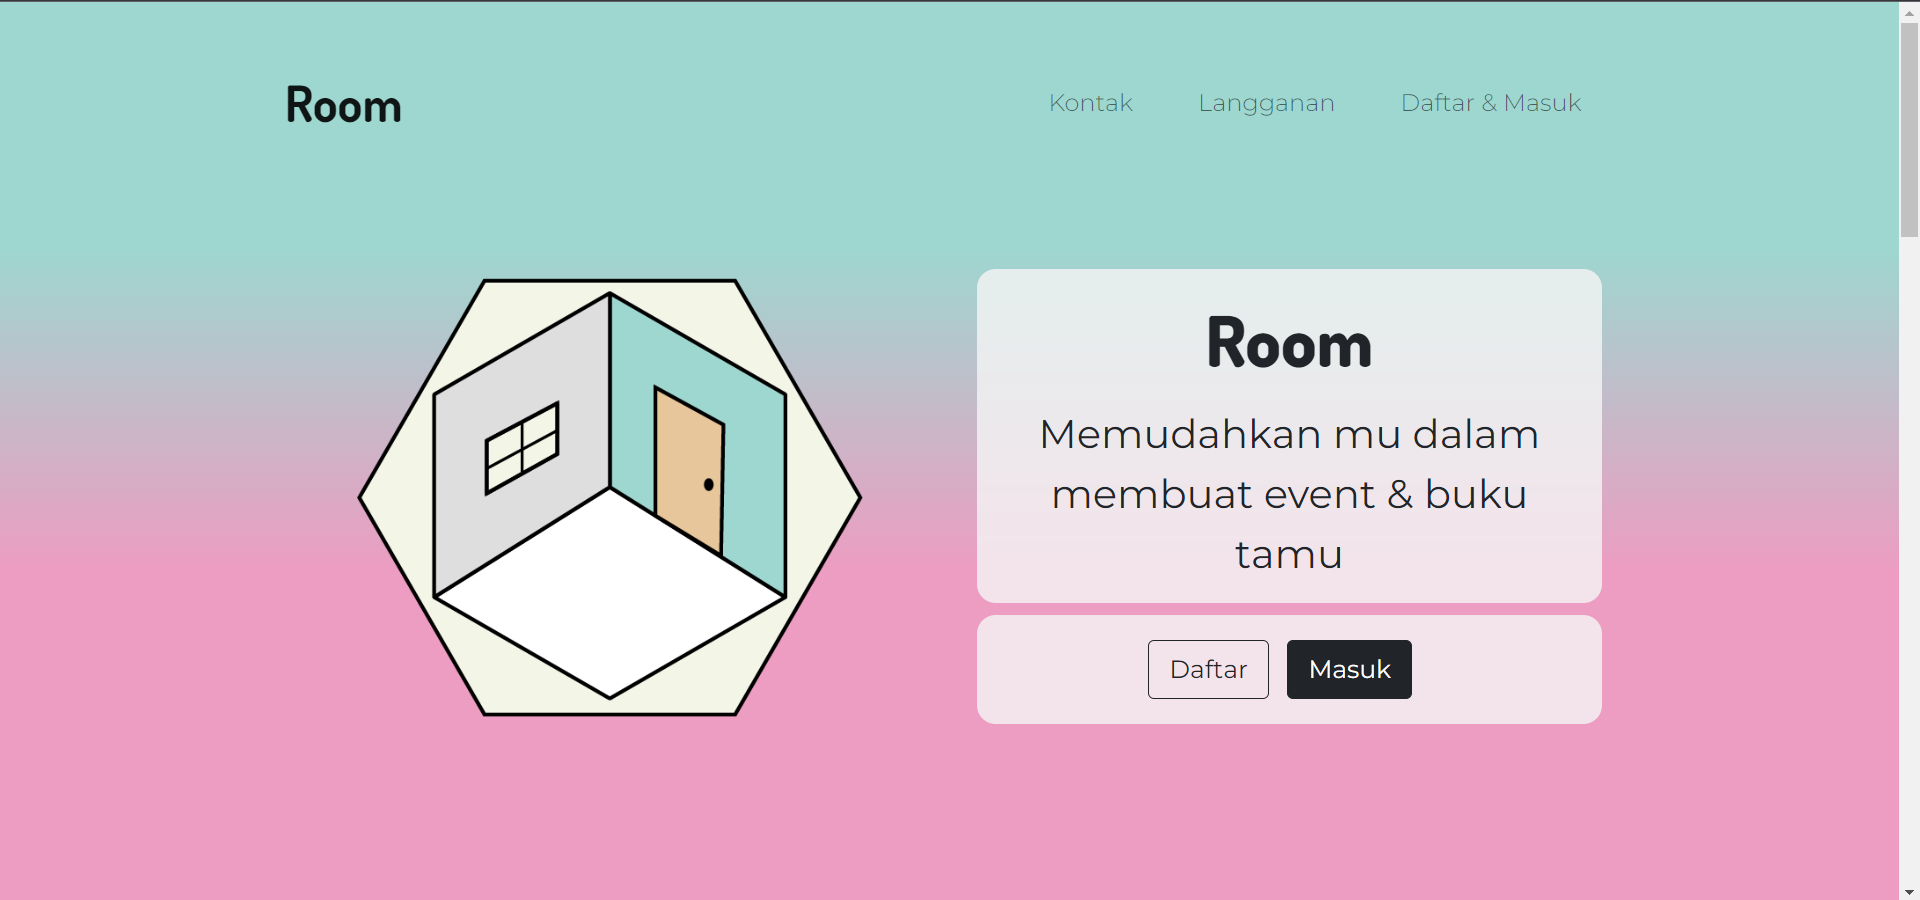 Room
Kontak Langganan Daftar & Masuk
Room
Memudahkan mu dalam
membuat event & buku
tamu
Daftar Masuk